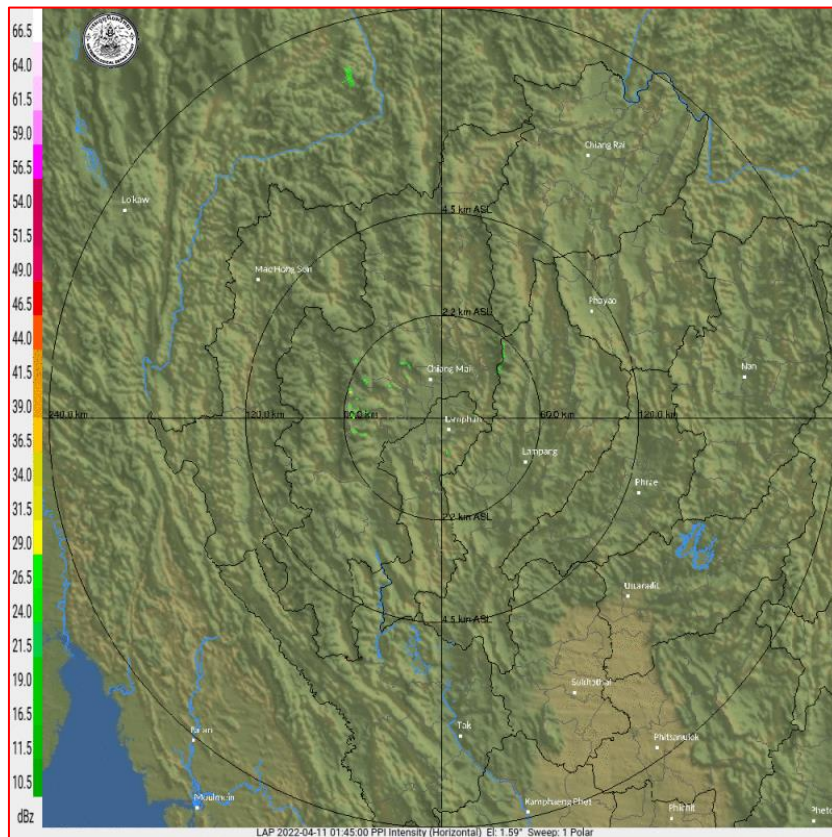 66.5
64.0
61.5
59.0
56.5
54.0
51.5
49.0
46.5
44.0
41.5
39.0
36.5
34.0
31.5
29.0
26.5
24.0
21.5
19.0
16.5
14.0
11.5
10.5
dBz
Chiang Rai
Loikaw
4.5 km ASL
Mae Hong Son
Phayao
2.2 km ASL
Nan
Chiang Mai
240.0 km
120.0 km
60.0 km
60.0 km
120.0 km
Lamphun
Lampang
Phrae
2.2 km ASL
Uttaradit
4.5 km ASL
Sukhothai
Tak
Phitsanulok
Moulmein
Kamphaeng Phet
Phichit
LAP 2022-04-11 01:45:00 PPI Intensity (Horizontal) El: 1.59° Sweep: 1 Polar